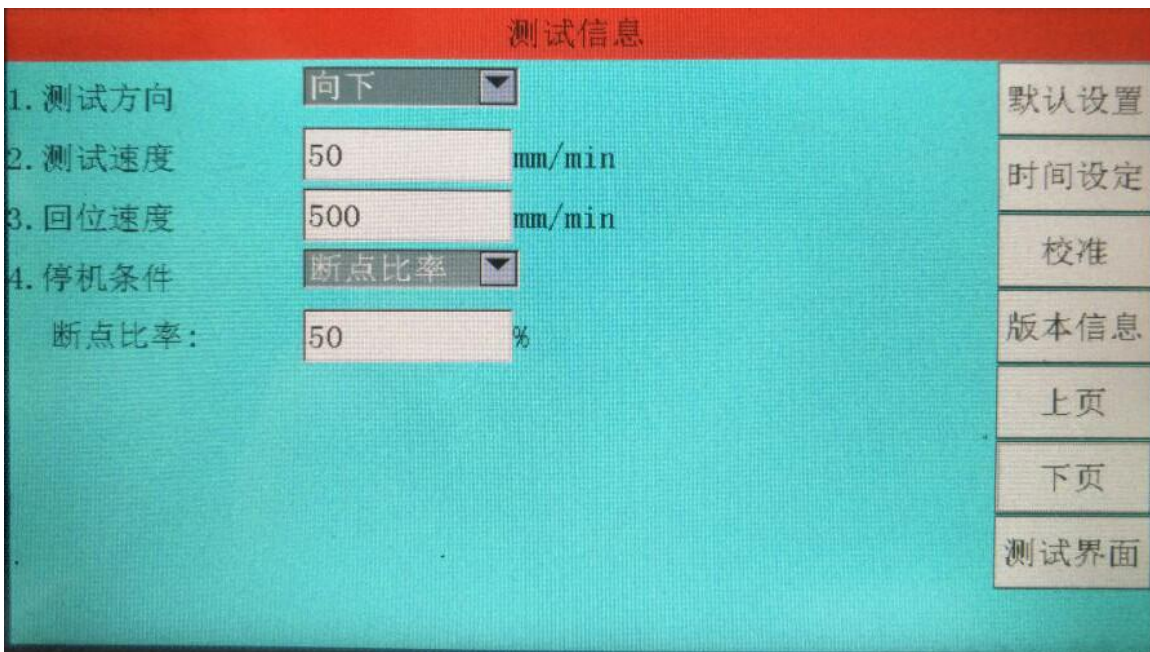 测试信息
1.测试方向 向下
2.测试速度 50 mm/min
3.回位速度 500 mm/min
4.停机条件 断点比率
断点比率: 50 %
默认设置
时间设定
校准
版本信息
上页
下页
测试界面